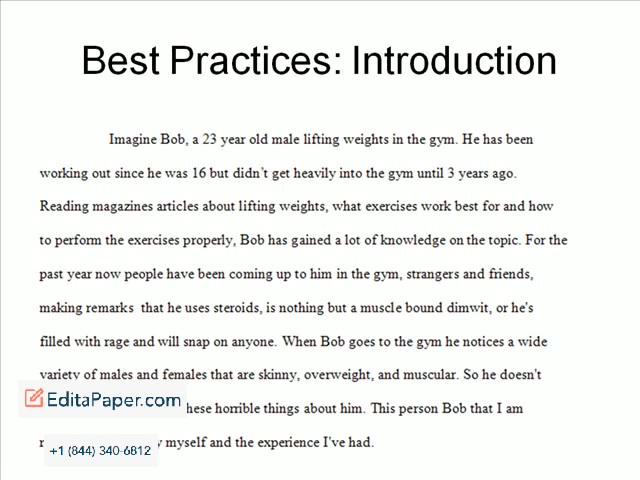 Best Practices: Introduction
Imagine Bob, a 23 year old male lifting weights in the gym. He has been
working out since he was 16 but didn't get heavily into the gym until 3 years ago.
Reading magazines articles about lifting weights, what exercises work best for and how
to perform the exercises properly, Bob has gained a lot of knowledge on the topic. For the
past year now people have been coming up to him in the gym, strangers and friends,
making remarks that he uses steroids, is nothing but a muscle bound dimwit, or he's
filled with rage and will snap on anyone. When Bob goes to the gym he notices a wide
variety of males and females that are skinny, overweight, and muscular. So he doesn't
EditaPaper.com
horrible things about him. This person Bob that I am
+1 (844) 340-6812
myself and the experience I've had.